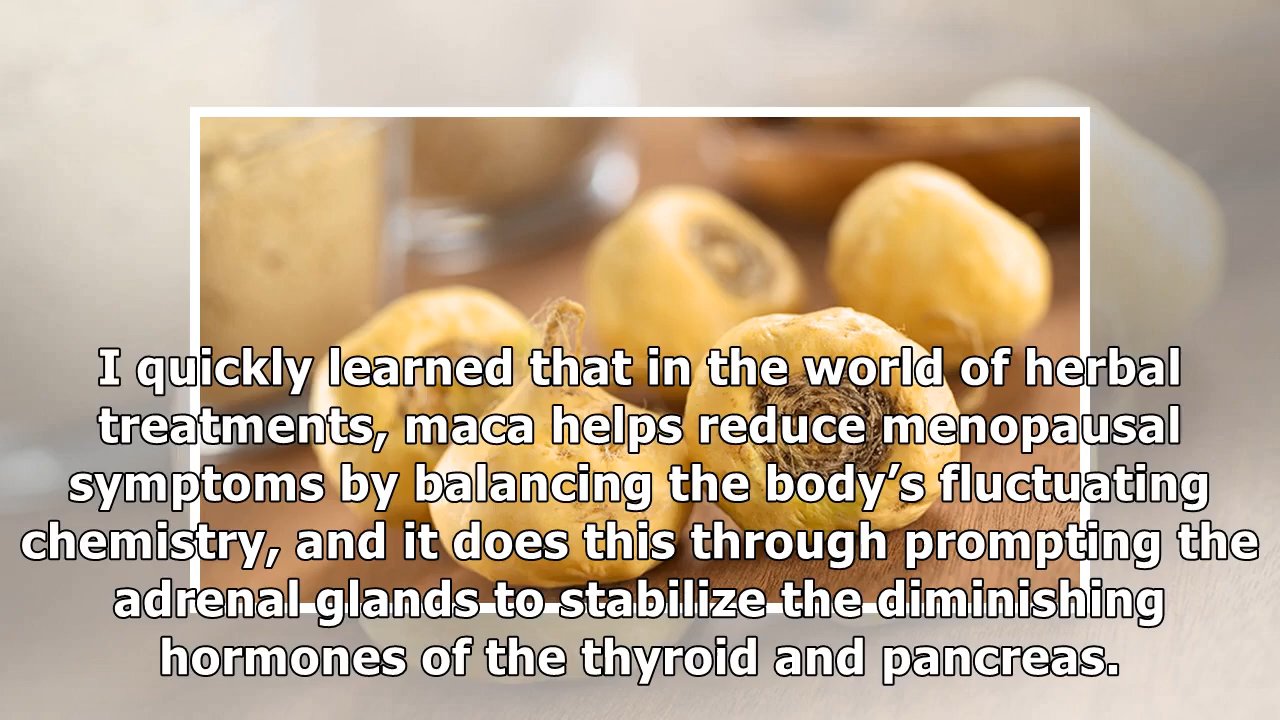 I quickly learned that in the world of herbal
treatments, maca helps reduce menopausal
symptoms by balancing the body’s fluctuating
chemistry, and it does this through prompting the
adrenal glands to stabilize the diminishing
hormones of the thyroid and pancreas.